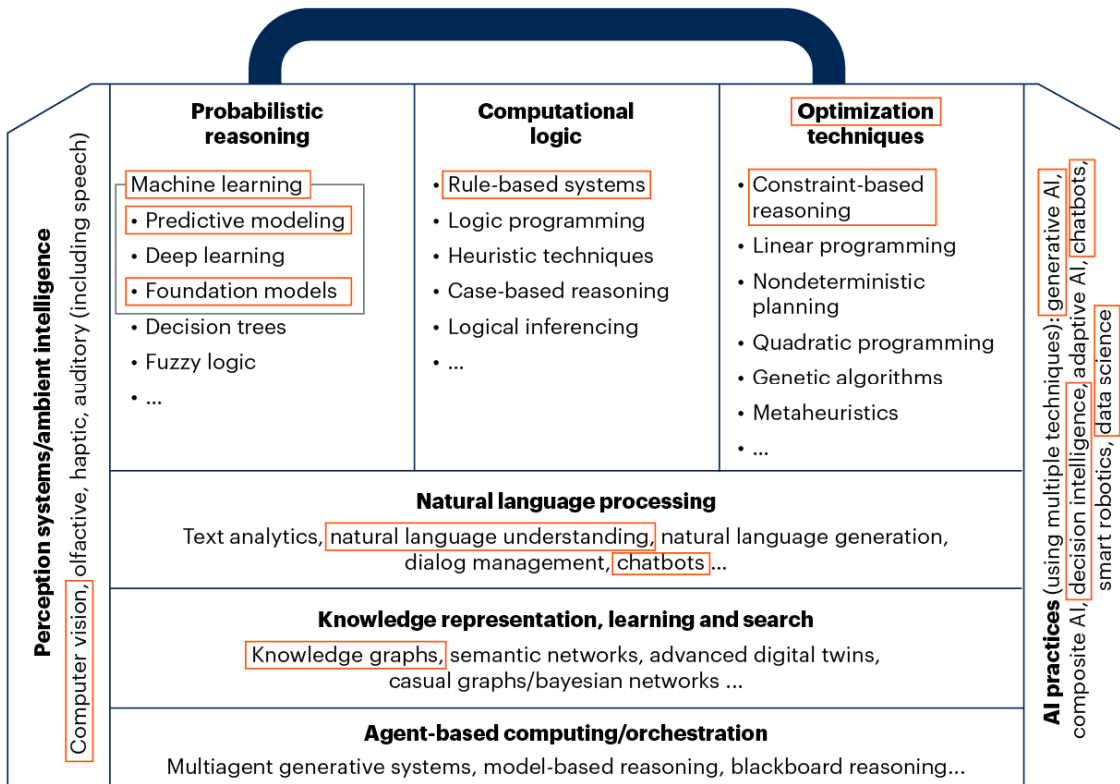 Perception systems/ambient intelligence
Computer vision, olfactive, haptic, auditory (including speech)
Probabilistic
reasoning
Machine learning
• Predictive modeling
• Deep learning
• Foundation models
• Decision trees
• Fuzzy logic
• ...
Computational
logic
• Rule-based systems
• Logic programming
• Heuristic techniques
• Case-based reasoning
• Logical inferencing
• ...
Optimization
techniques
• Constraint-based
reasoning
• Linear programming
• Nondeterministic
planning
• Quadratic programming
• Genetic algorithms
• Metaheuristics
• ...
Natural language processing
Text analytics, natural language understanding, natural language generation,
dialog management, chatbots ...
Knowledge representation, learning and search
Knowledge graphs, semantic networks, advanced digital twins,
casual graphs/bayesian networks ...
Agent-based computing/orchestration
Multiagent generative systems, model-based reasoning, blackboard reasoning...
AI practices (using multiple techniques): generative AI,
composite AI, decision intelligence, adaptive AI, chatbots,
smart robotics, data science